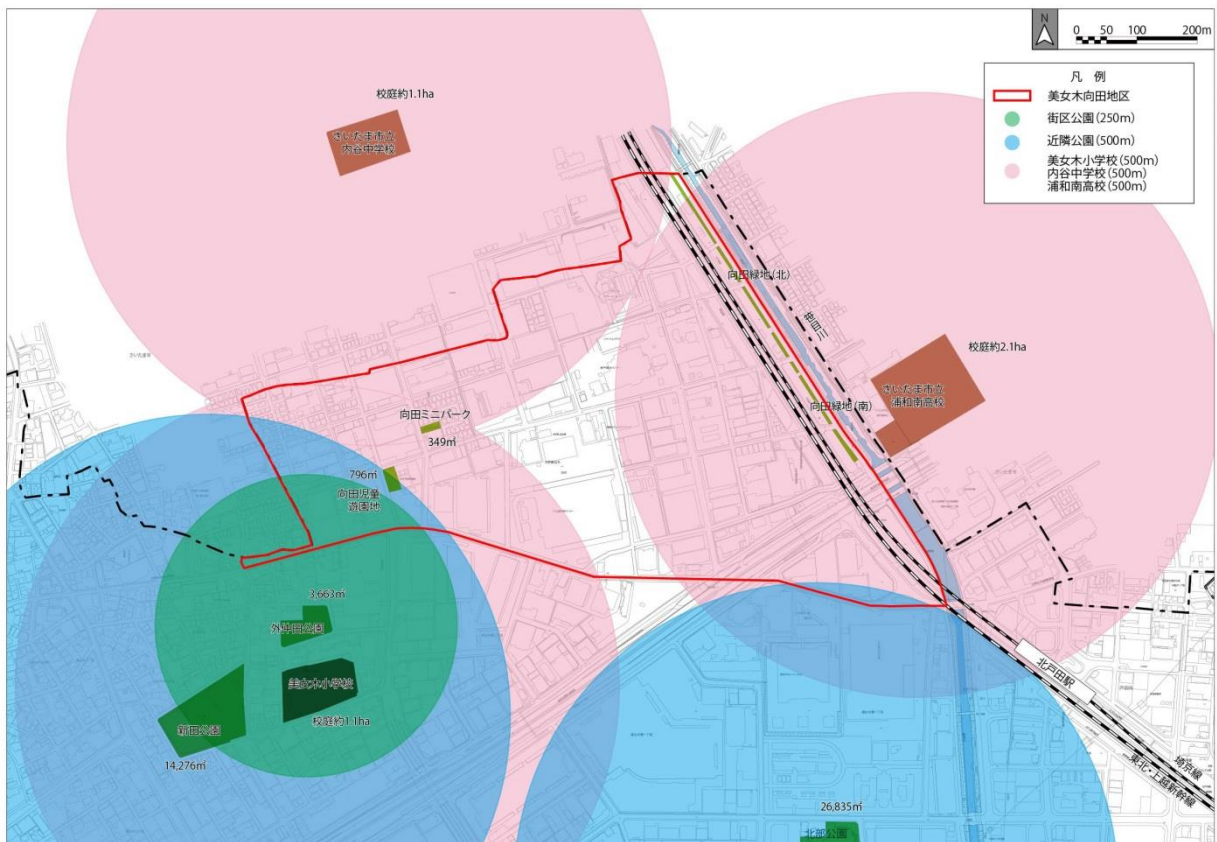 N
0 50 100 200m
凡 例
美女木向田地区
街区公園(250m)
近隣公園(500m)
美女木小学校(500m)
内谷中学校(500m)
浦和南高校(500m)
校庭約1.1ha
さいたま市立
内谷中学校
向田緑地(北)
笹目川
校庭約2.1ha
さいたま市立
浦和南高校
向田緑地(南)
向田ミニパーク
349㎡
796㎡
向田児童
遊園地
3,663㎡
外仲田公園
美女木小学校
校庭約1.1ha
新田公園
14,276㎡
北戸田駅
埼京線
東北・上越新幹線
26,835㎡
北部公園